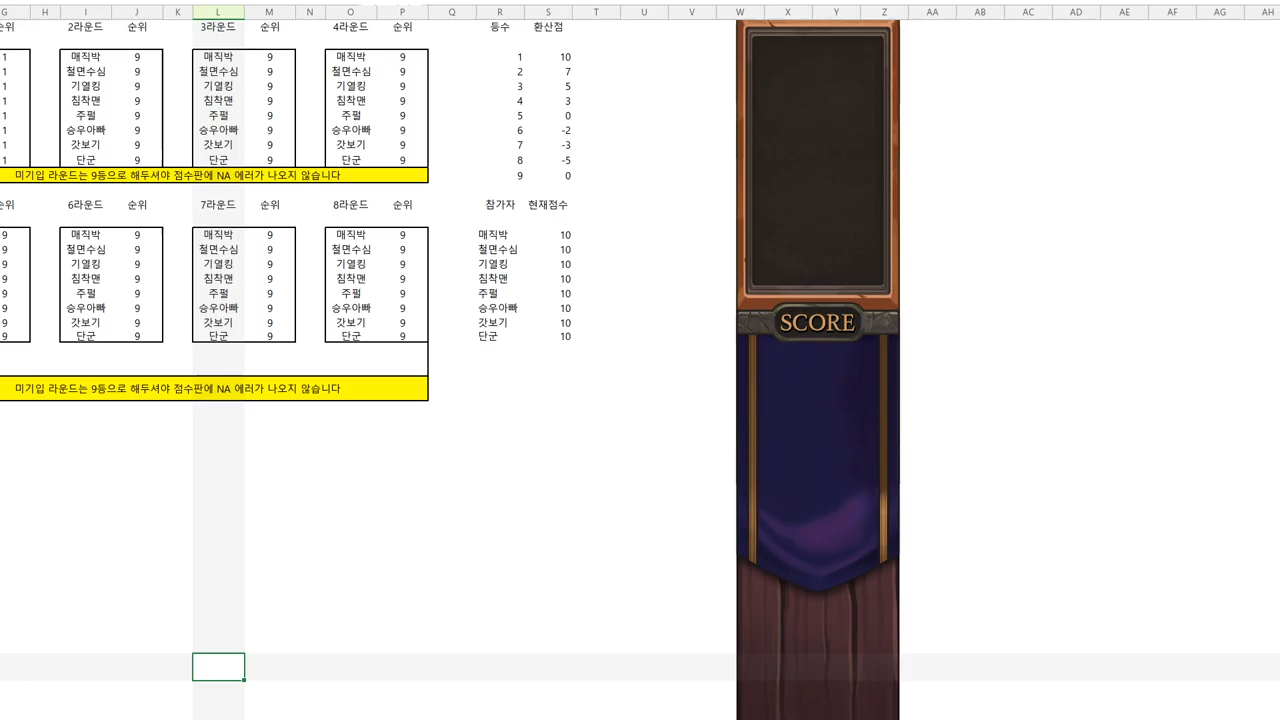 G H I J K L M N O P Q R S T U V W X Y Z AA AB AC AD AE AF AG AH
순위 2라운드 순위 3라운드 순위 4라운드 순위 등수 환산점
1 매직박 9 매직박 9 매직박 9 1 10
1 철면수심 9 철면수심 9 철면수심 9 2 7
1 기열킹 9 기열킹 9 기열킹 9 3 5
1 침착맨 9 침착맨 9 침착맨 9 4 3
1 주펄 9 주펄 9 주펄 9 5 0
1 승우아빠 9 승우아빠 9 승우아빠 9 6 -2
1 갓보기 9 갓보기 9 갓보기 9 7 -3
1 단군 9 단군 9 단군 9 8 -5
미기입 라운드는 9등으로 해두셔야 점수판에 NA 에러가 나오지 않습니다 9 0
순위 6라운드 순위 7라운드 순위 8라운드 순위 참가자 현재점수
9 매직박 9 매직박 9 매직박 9 매직박 10
9 철면수심 9 철면수심 9 철면수심 9 철면수심 10
9 기열킹 9 기열킹 9 기열킹 9 기열킹 10
9 침착맨 9 침착맨 9 침착맨 9 침착맨 10
9 주펄 9 주펄 9 주펄 9 주펄 10
9 승우아빠 9 승우아빠 9 승우아빠 9 승우아빠 10
9 갓보기 9 갓보기 9 갓보기 9 갓보기 10
9 단군 9 단군 9 단군 9 단군 10
미기입 라운드는 9등으로 해두셔야 점수판에 NA 에러가 나오지 않습니다
SCORE